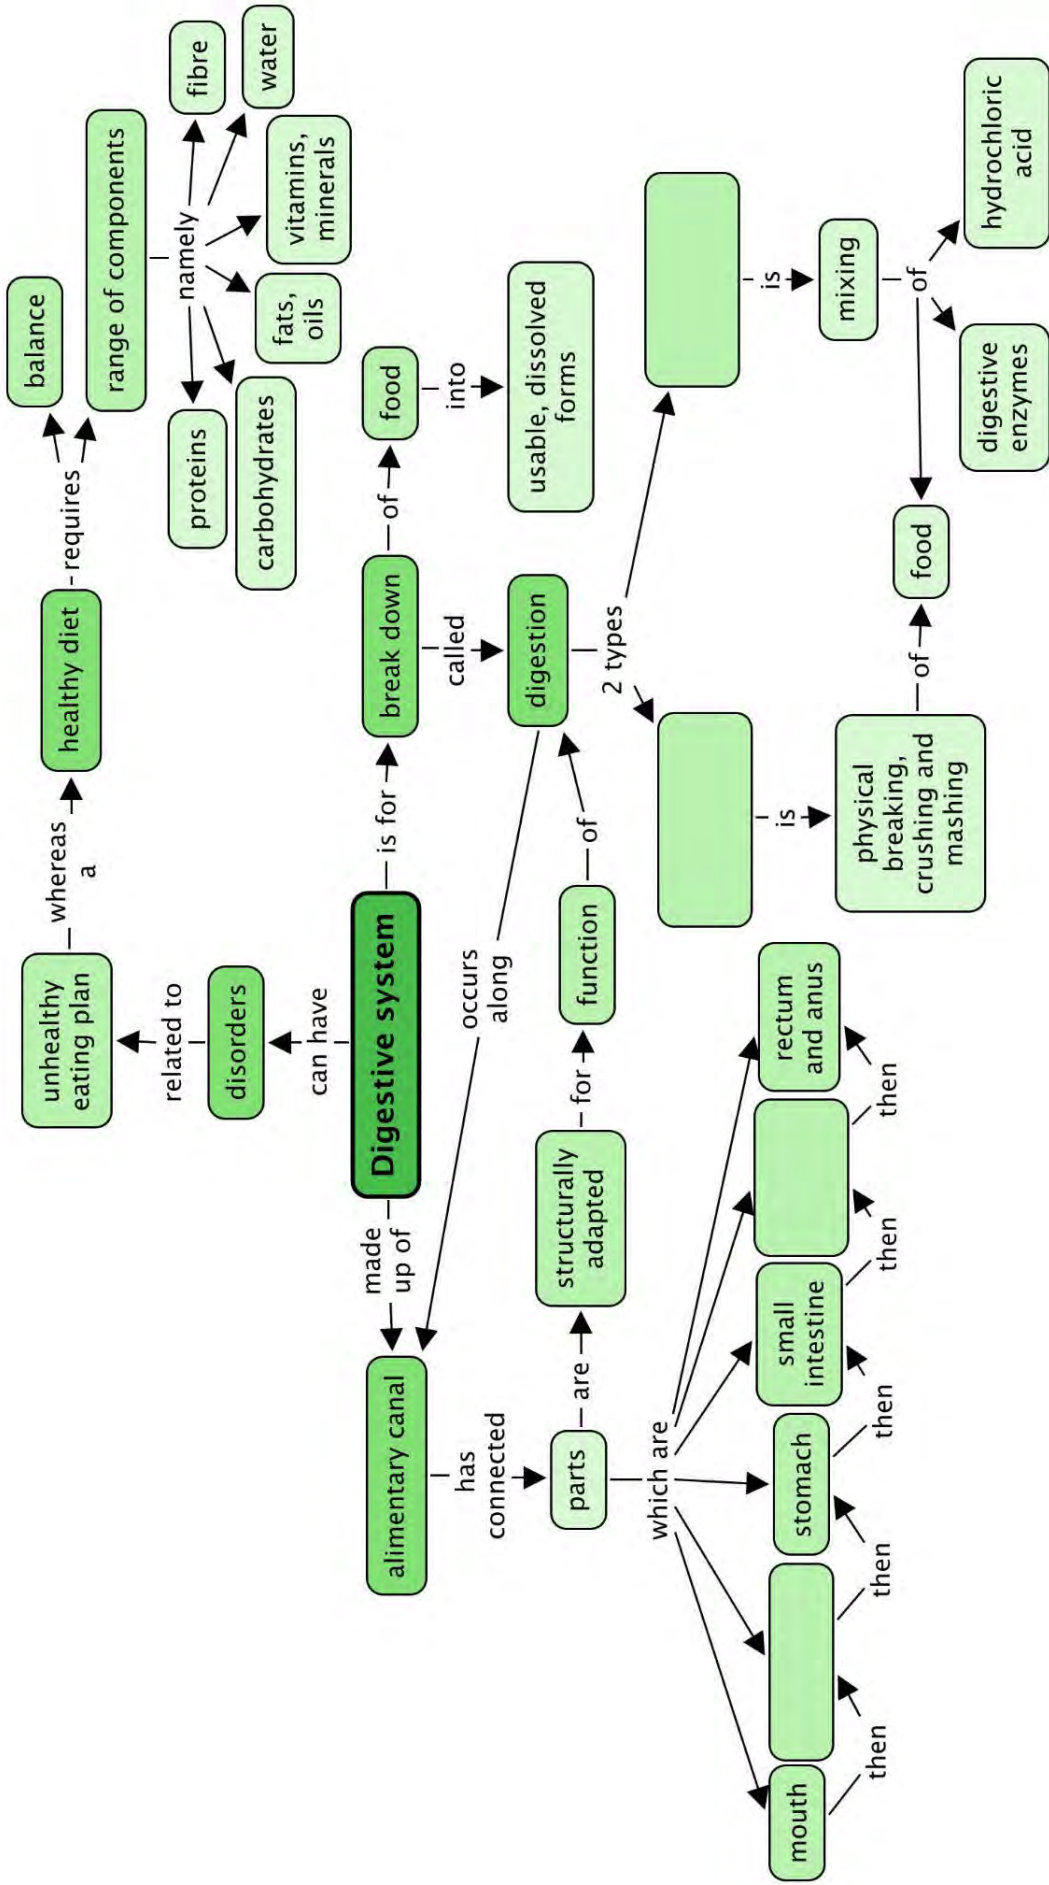 balance
unhealthy
eating plan
whereas
a
healthy diet
requires
range of components
related to
namely
proteins
fibre
disorders
carbohydrates
fats,
oils
vitamins,
minerals
water
can have
Digestive system
is for
break down
of
food
made
up of
alimentary canal
called
into
occurs
along
has
connected
digestion
usable, dissolved
forms
parts
are
structurally
adapted
for
function
of
2 types
which are
mouth
stomach
small
intestine
rectum
and anus
is
is
then
then
then
then
then
physical
breaking,
crushing and
mashing
mixing
of
food
of
digestive
enzymes
hydrochloric
acid